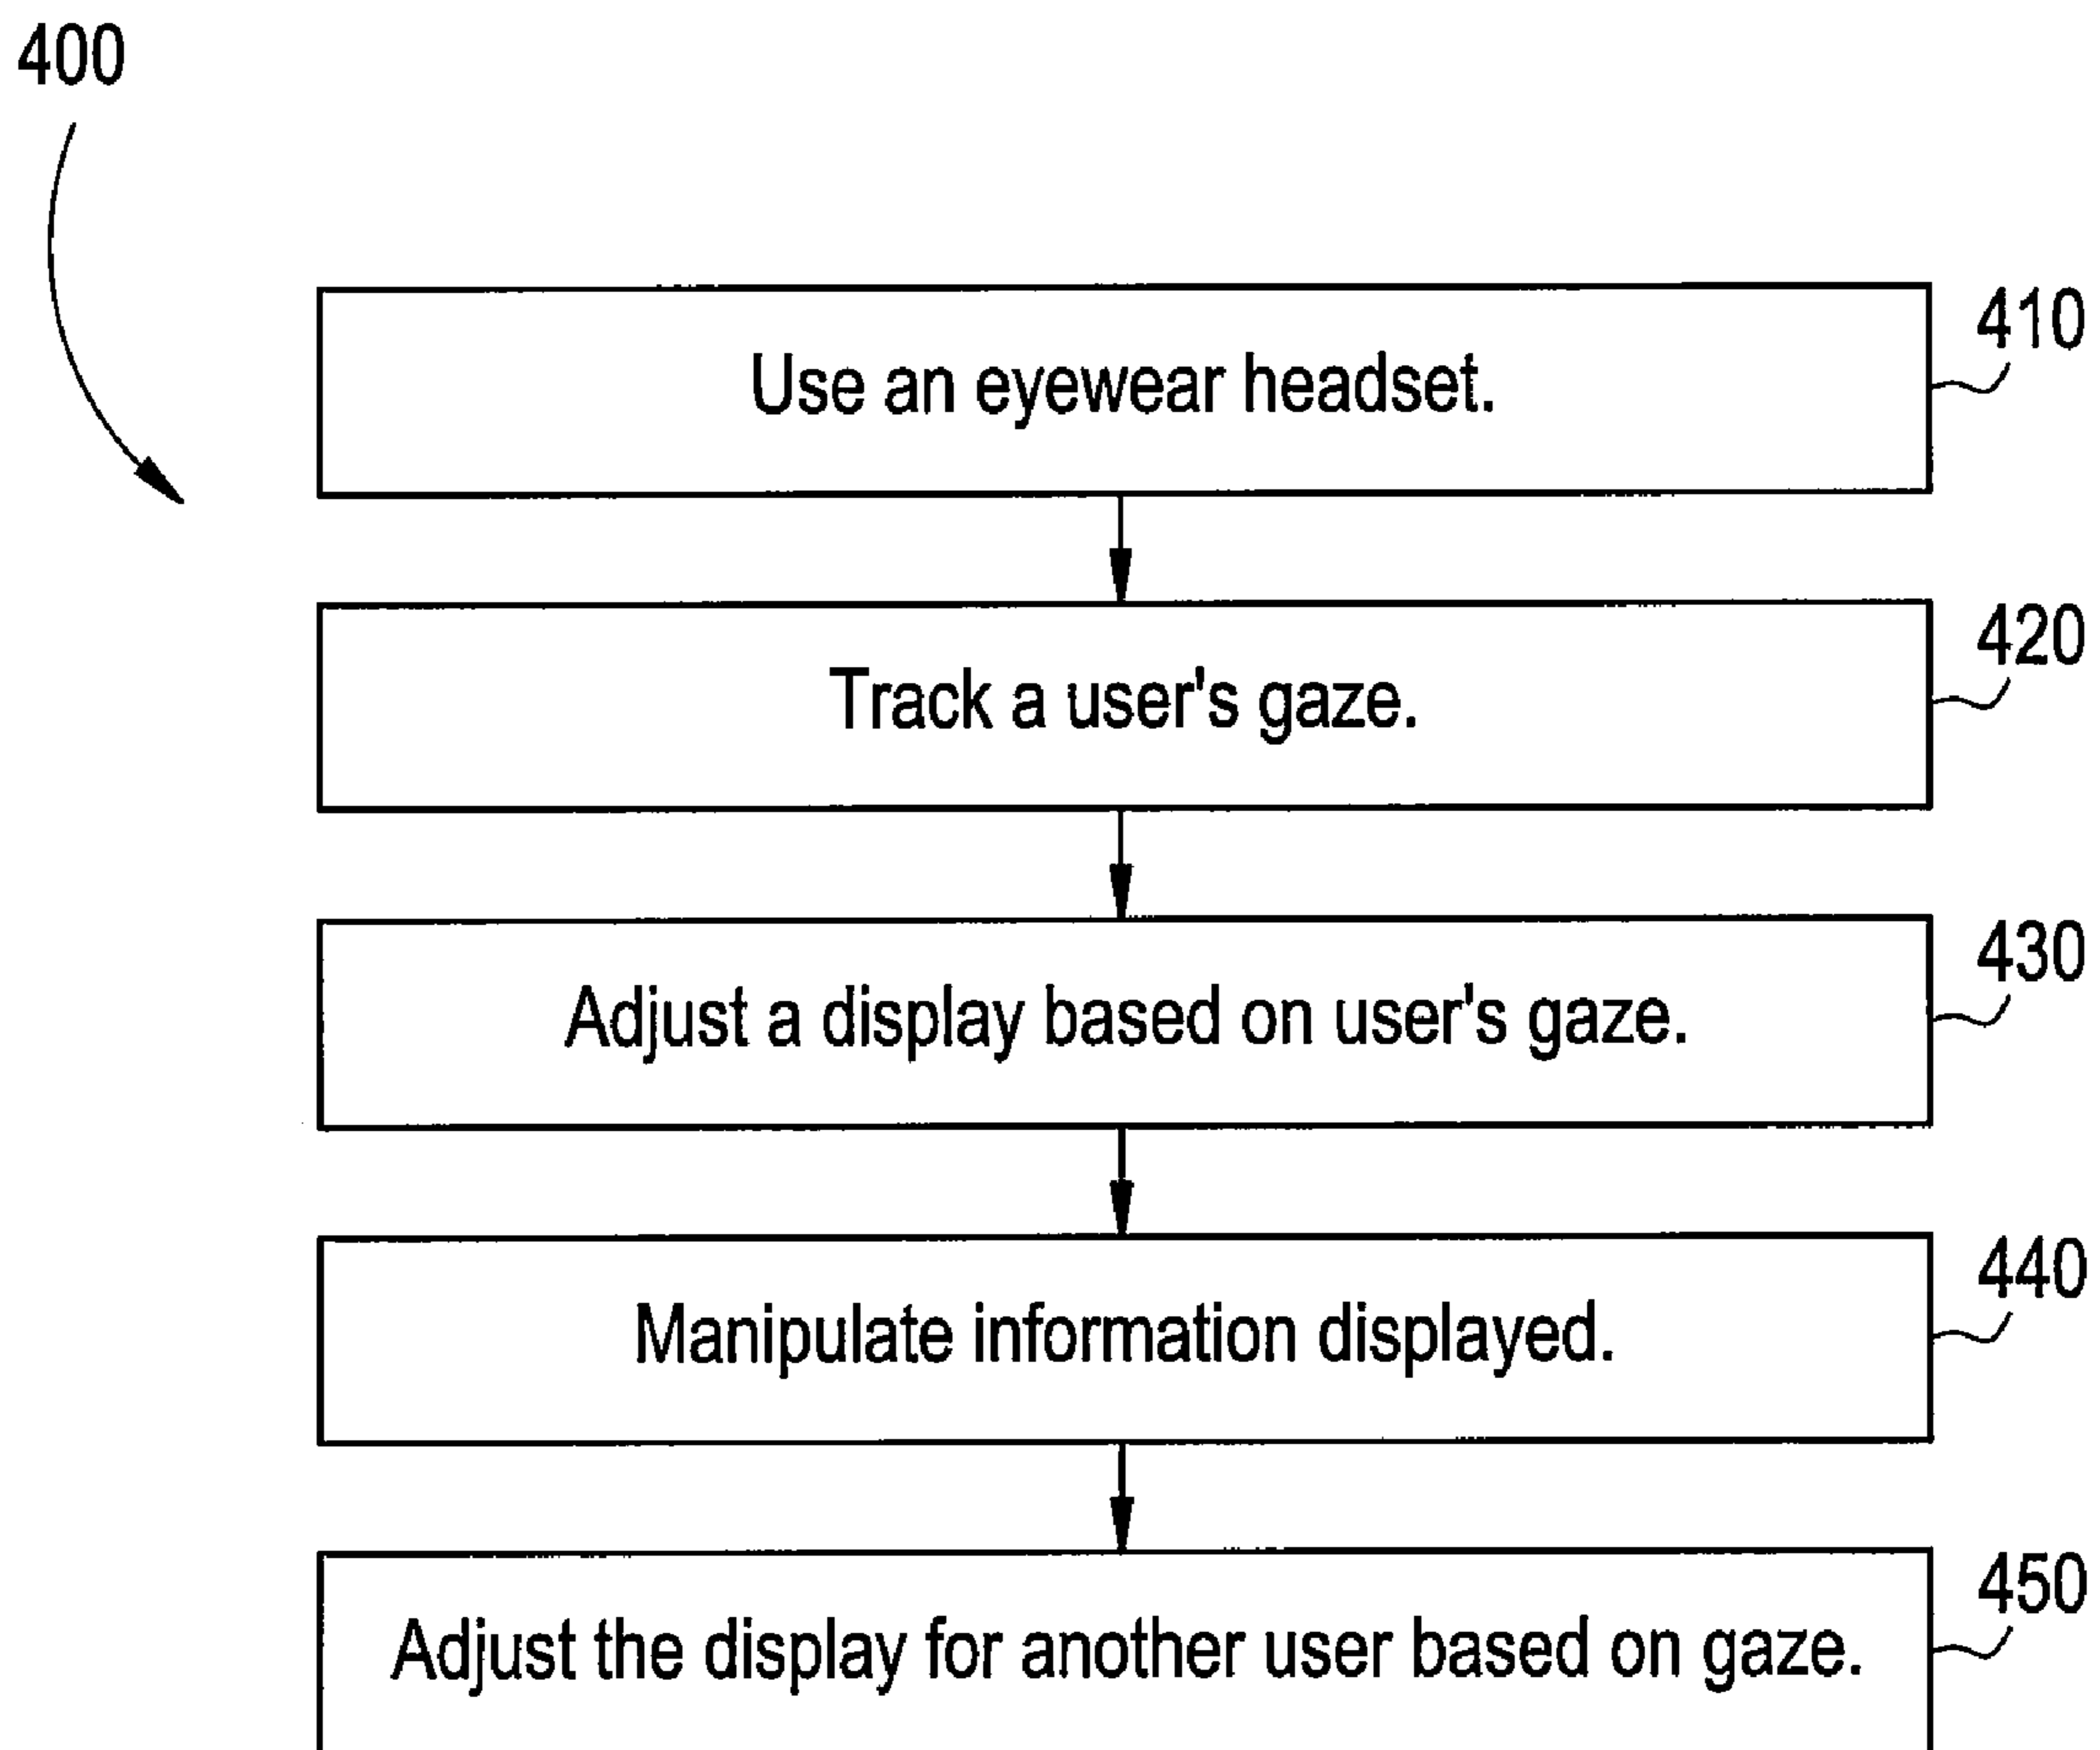 400
410
Use an eyewear headset.
420
Track a user's gaze.
430
Adjust a display based on user's gaze.
440
Manipulate information displayed.
450
Adjust the display for another user based on gaze.